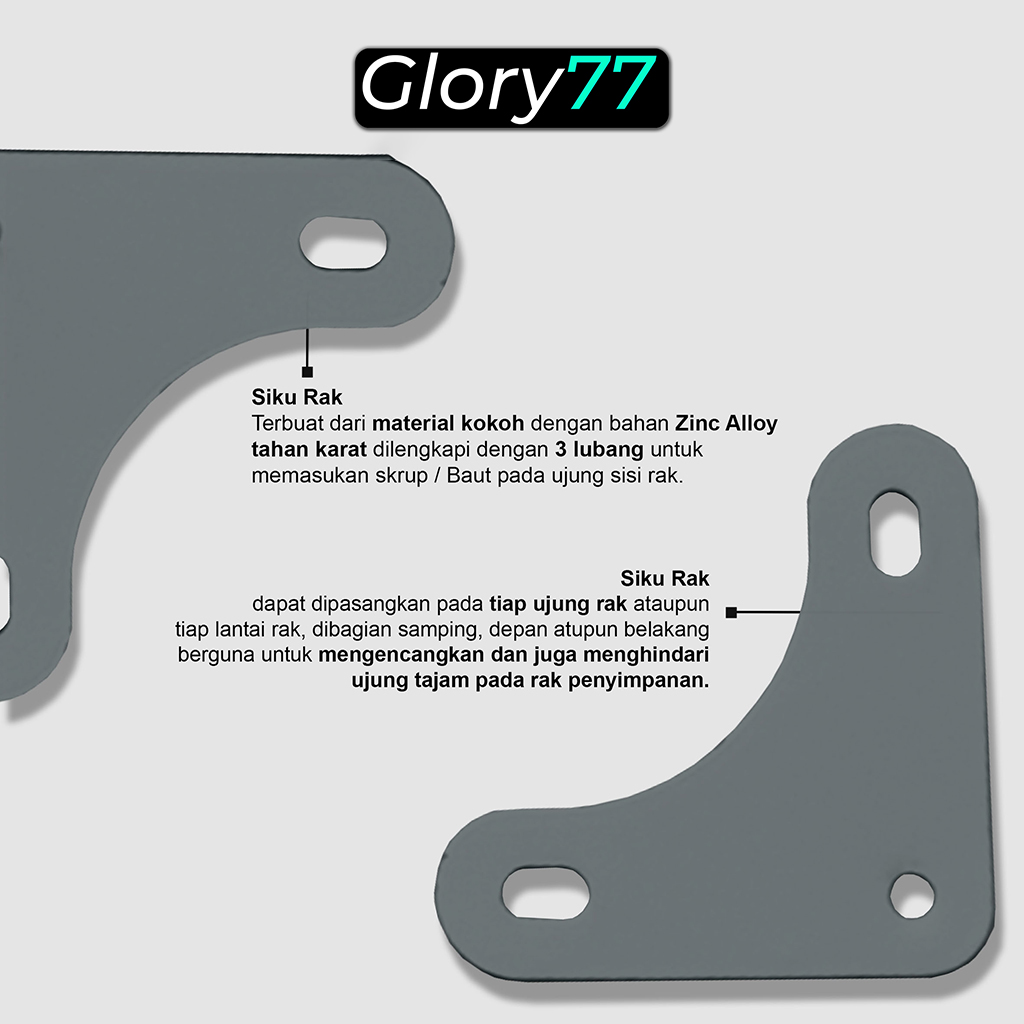 Glory77
Siku Rak
Terbuat dari material kokoh dengan bahan Zinc Alloy
tahan karat dilengkapi dengan 3 lubang untuk
memasukan skrup / Baut pada ujung sisi rak.
Siku Rak
dapat dipasangkan pada tiap ujung rak ataupun
tiap lantai rak, dibagian samping, depan atupun belakang
berguna untuk mengencangkan dan juga menghindari
ujung tajam pada rak penyimpanan.